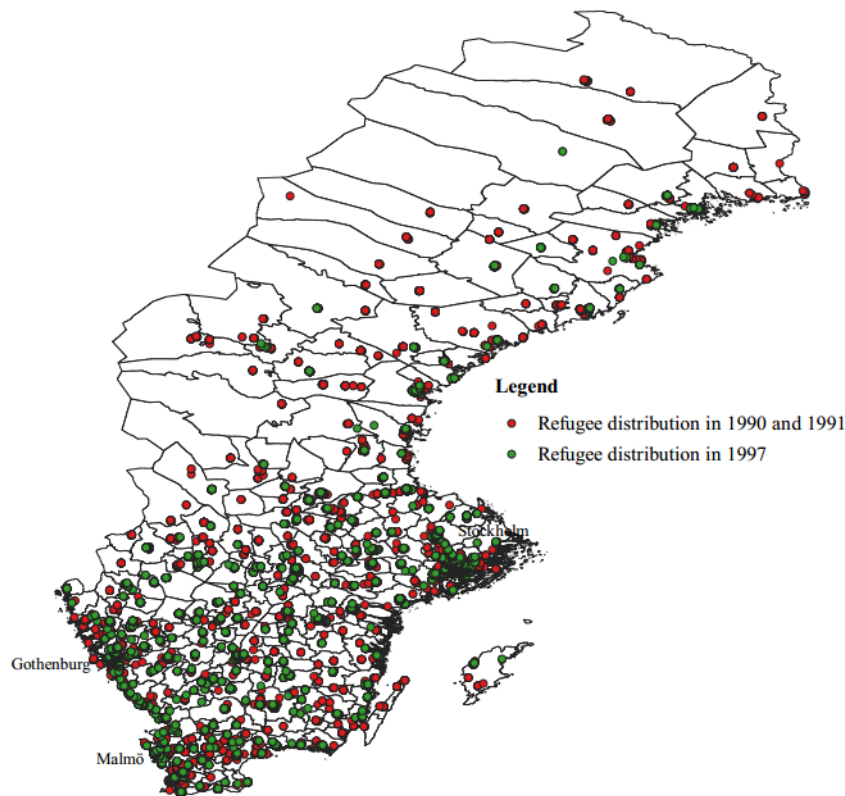 Legend
Refugee distribution in 1990 and 1991
Refugee distribution in 1997
Stockholm
Gothenburg
Malmö